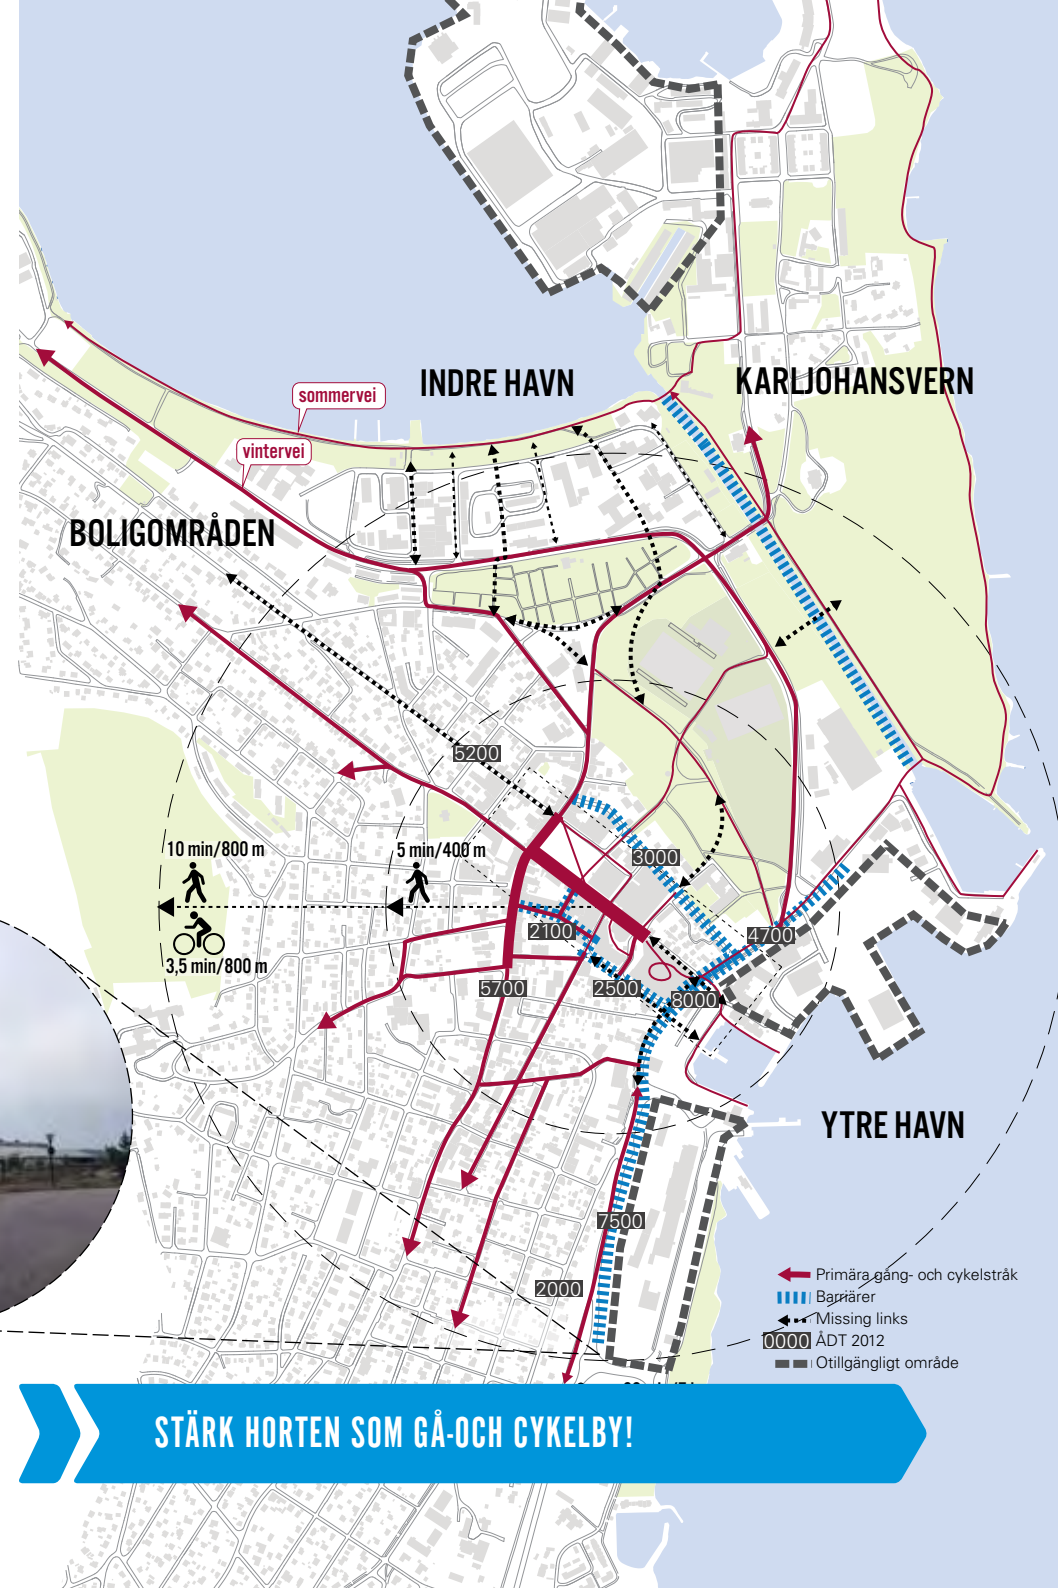 INDRE HAVN
KARLJOHANSVERN
sommervei
vintervei
BOLIGOMRÅDEN
5200
10 min/800 m
5 min/400 m
3000
2100
4700
3,5 min/800 m
5700
2500
8000
YTRE HAVN
7500
2000
Primära gång- och cykelstråk
Barriärer
Missing links
0000 ÅDT 2012
Otillgängligt område
STÄRK HORTEN SOM GÅ-OCH CYKELBY!